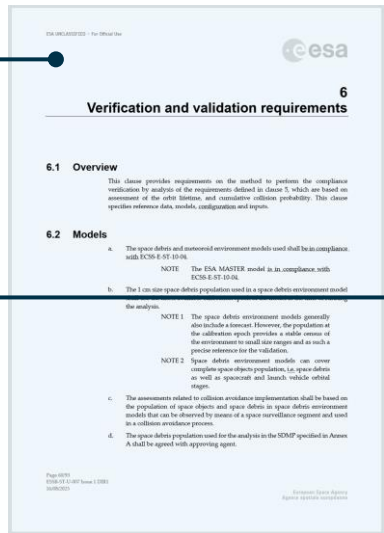 ESA UNCLASSIFIED – For Official Use
esa
6
Verification and validation requirements
6.1 Overview
This clause provides requirements on the method to perform the compliance
verification by analysis of the requirements defined in clause 5, which are based on
assessment of the orbit lifetime, and cumulative collision probability. This clause
specifies reference data, models, configuration and inputs.
6.2 Models
a. The space debris and meteoroid environment models used shall be in compliance
with ECSS-E-ST-10-04.
NOTE The ESA MASTER model is in compliance with
ECSS-E-ST-10-04.
b. The 1 cm size space debris population used in a space debris environment model
the analysis.
NOTE 1 The space debris environment models generally
also include a forecast. However, the population at
the calibration epoch provides a stable census of
the environment to small size ranges and as such a
precise reference for the validation.
NOTE 2 Space debris environment models can cover
complete space objects population, i.e. space debris
as well as spacecraft and launch vehicle orbital
stages.
c. The assessments related to collision avoidance implementation shall be based on
the population of space objects and space debris in space debris environment
models that can be observed by means of a space surveillance segment and used
in a collision avoidance process.
d. The space debris population used for the analysis in the SDMP specified in Annex
A shall be agreed with approving agent.
ESSB-ST-U-007 Issue 1
European Space Agency
Agence spatiale européenne